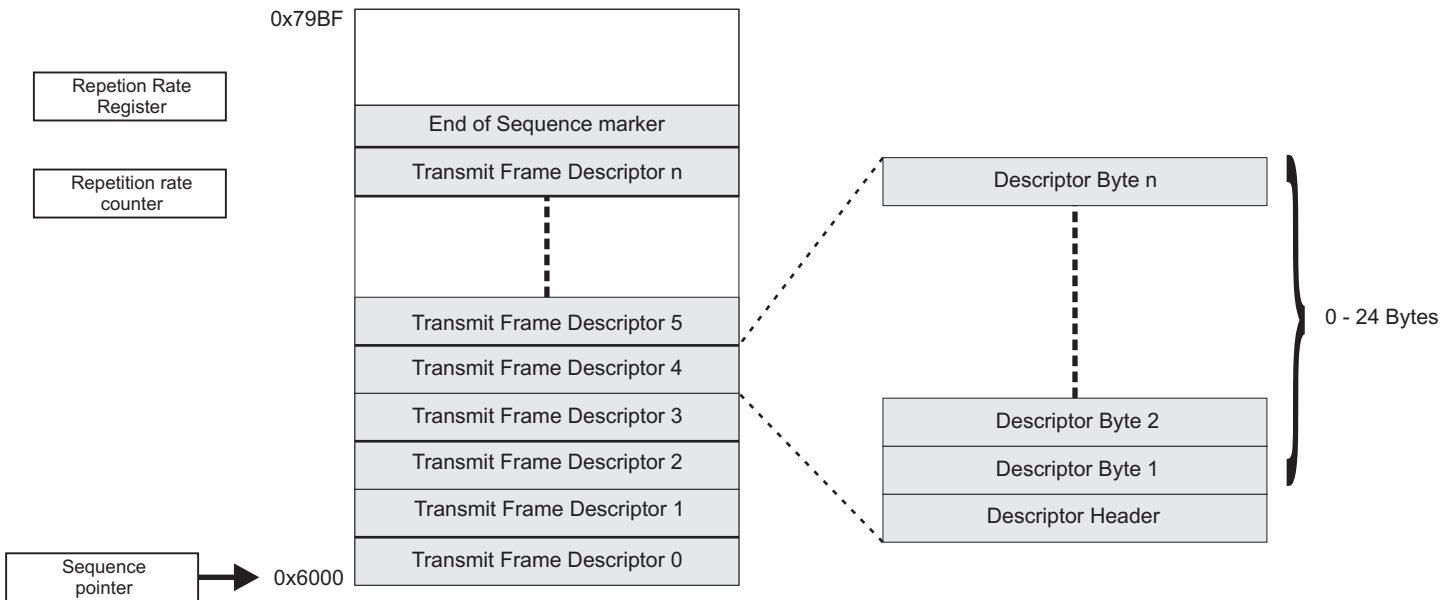 0x79BF
Repetion Rate
Register
End of Sequence marker
Transmit Frame Descriptor n
Repetition rate
counter
Descriptor Byte n
Transmit Frame Descriptor 5
0 - 24 Bytes
Transmit Frame Descriptor 4
Transmit Frame Descriptor 3
Descriptor Byte 2
Transmit Frame Descriptor 2
Descriptor Byte 1
Transmit Frame Descriptor 1
Descriptor Header
Transmit Frame Descriptor 0
Sequence
pointer
0x6000